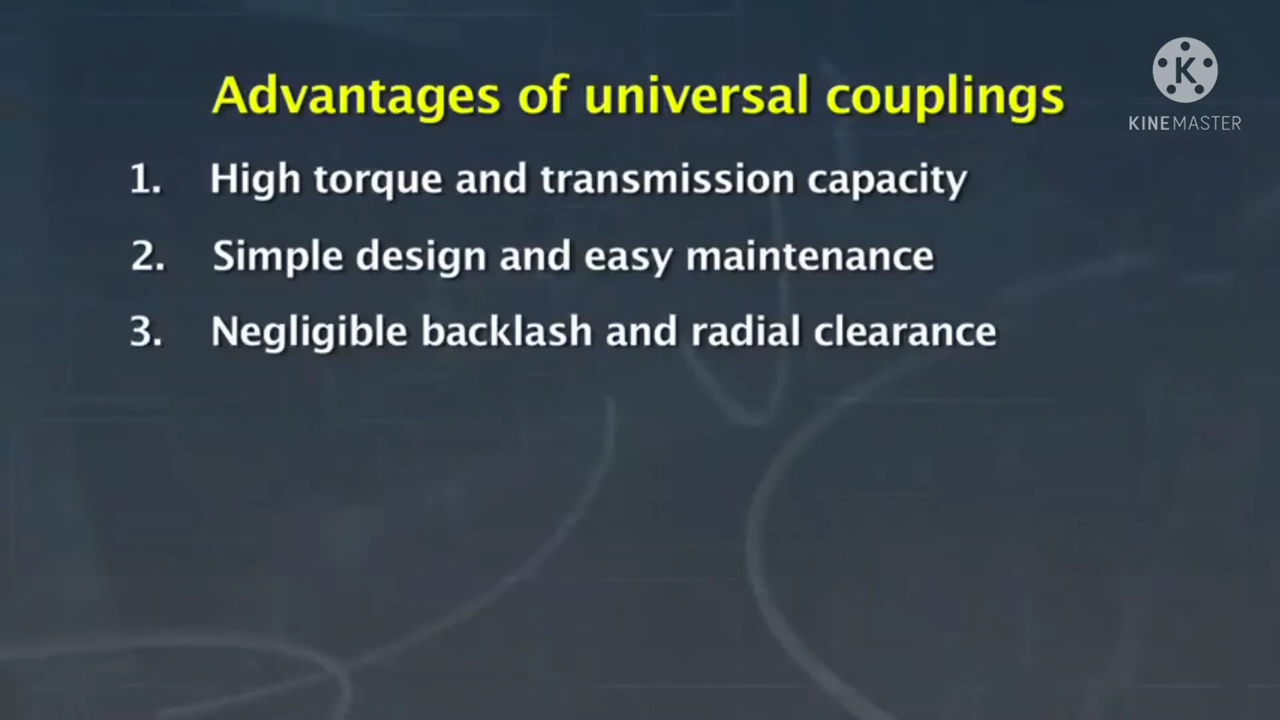 Advantages of universal couplings
K
KINEMASTER
1. High torque and transmission capacity
2. Simple design and easy maintenance
3. Negligible backlash and radial clearance